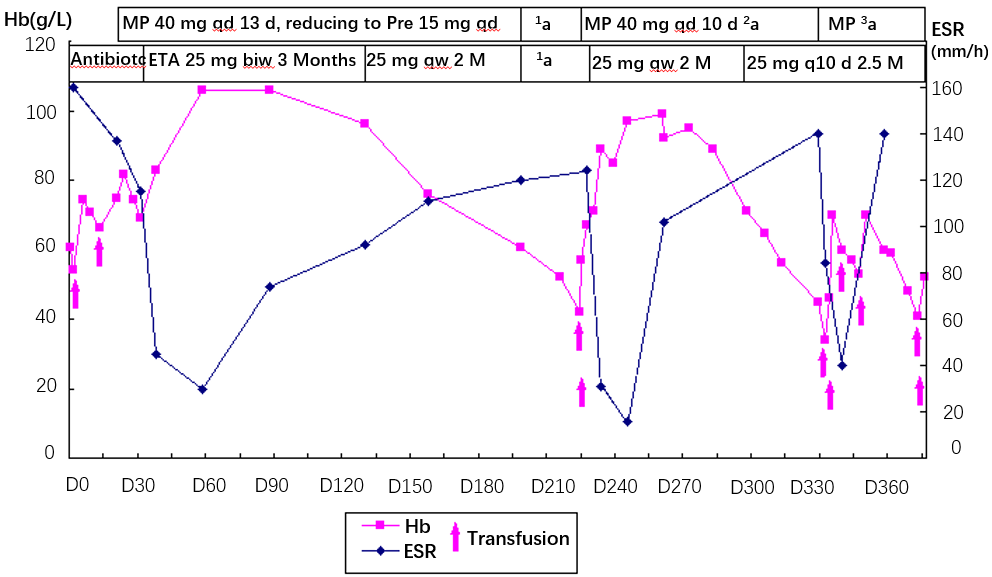 Hb(g/L)
MP 40 mg qd 13 d, reducing to Pre 15 mg qd
1a
MP 40 mg qd 10 d 2a
MP 3a
ESR
(mm/h)
Antibiotc
ETA 25 mg biw 3 Months
25 mg qw 2 M
1a
25 mg qw 2 M
25 mg q10 d 2.5 M
120
100
80
60
40
20
0
160
140
120
100
80
60
40
20
0
D0 D30 D60 D90 D120 D150 D180 D210 D240 D270 D300 D330 D360
Hb
ESR
Transfusion